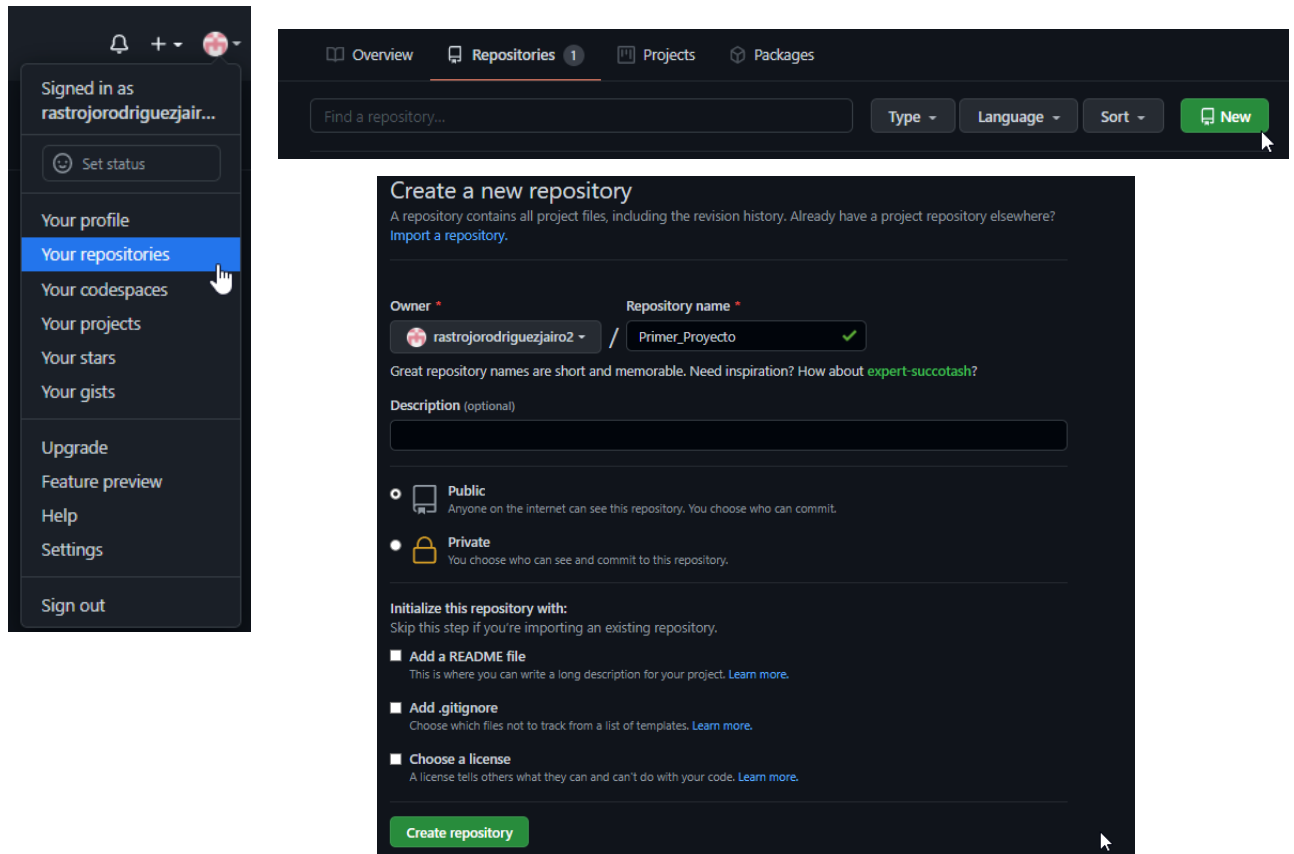 Signed in as
rastrojorodriguezjair...
Set status
Your profile
Your repositories
Your codespaces
Your projects
Your stars
Your gists
Upgrade
Feature preview
Help
Settings
Sign out
Overview Repositories 1 Projects Packages
Find a repository... Type Language Sort New
Create a new repository
A repository contains all project files, including the revision history. Already have a project repository elsewhere?
Import a repository.
Owner * Repository name *
rastrojorodriguezjairo2 / Primer_Proyecto
Great repository names are short and memorable. Need inspiration? How about expert-succotash?
Description (optional)
Public
Anyone on the internet can see this repository. You choose who can commit.
Private
You choose who can see and commit to this repository.
Initialize this repository with:
Skip this step if you're importing an existing repository.
Add a README file
This is where you can write a long description for your project. Learn more.
Add .gitignore
Choose which files not to track from a list of templates. Learn more.
Choose a license
A license tells others what they can and can't do with your code. Learn more.
Create repository